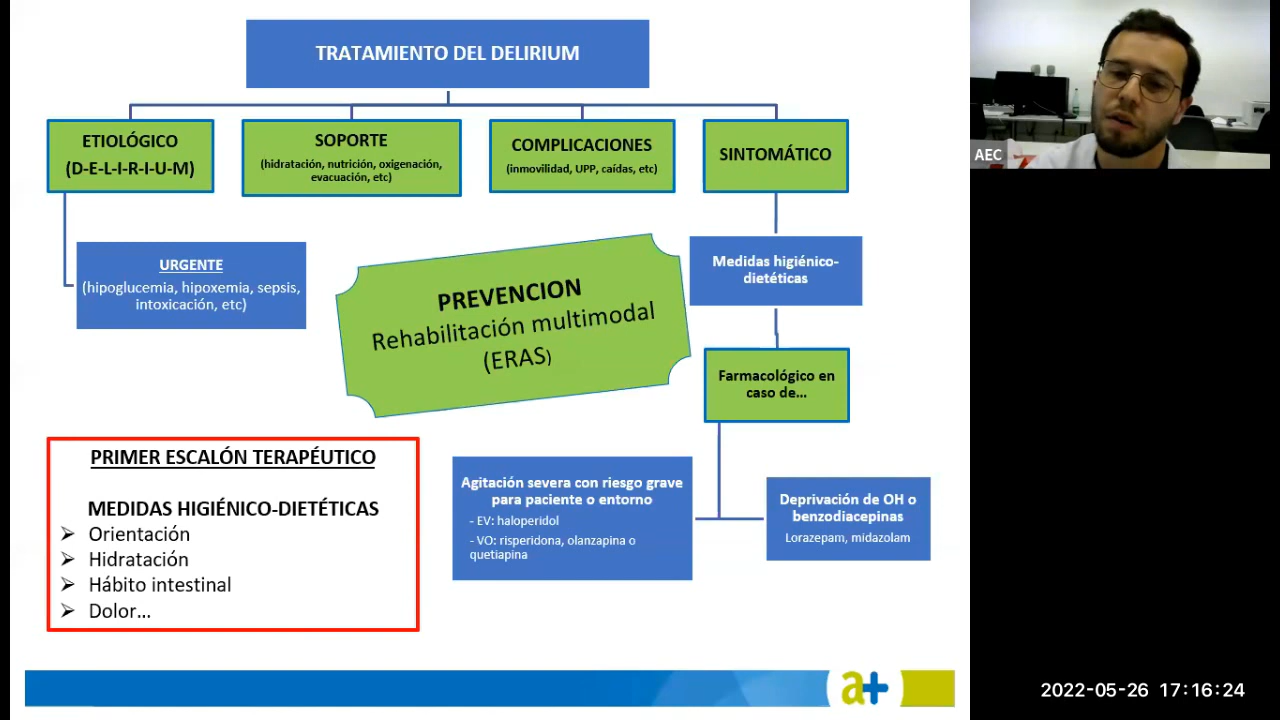 TRATAMIENTO DEL DELIRIUM
ETIOLÓGICO
(D-E-L-I-R-I-U-M)
SOPORTE
(hidratación, nutrición, oxigenación,
evacuación, etc)
COMPLICACIONES
(inmovilidad, UPP, caídas, etc)
SINTOMÁTICO
URGENTE
(hipoglucemia, hipoxemia, sepsis,
intoxicación, etc)
PREVENCION
Rehabilitación multimodal
(ERAS)
Medidas higiénico-
dietéticas
Farmacológico en
caso de...
PRIMER ESCALÓN TERAPÉUTICO
MEDIDAS HIGIÉNICO-DIETÉTICAS
Orientación
Hidratación
Hábito intestinal
Dolor...
Agitación severa con riesgo grave
para paciente o entorno
- EV: haloperidol
- VO: risperidona, olanzapina o
quetiapina
Deprivación de OH o
benzodiacepinas
Lorazepam, midazolam
a+
AEC
2022-05-26 17:16:24